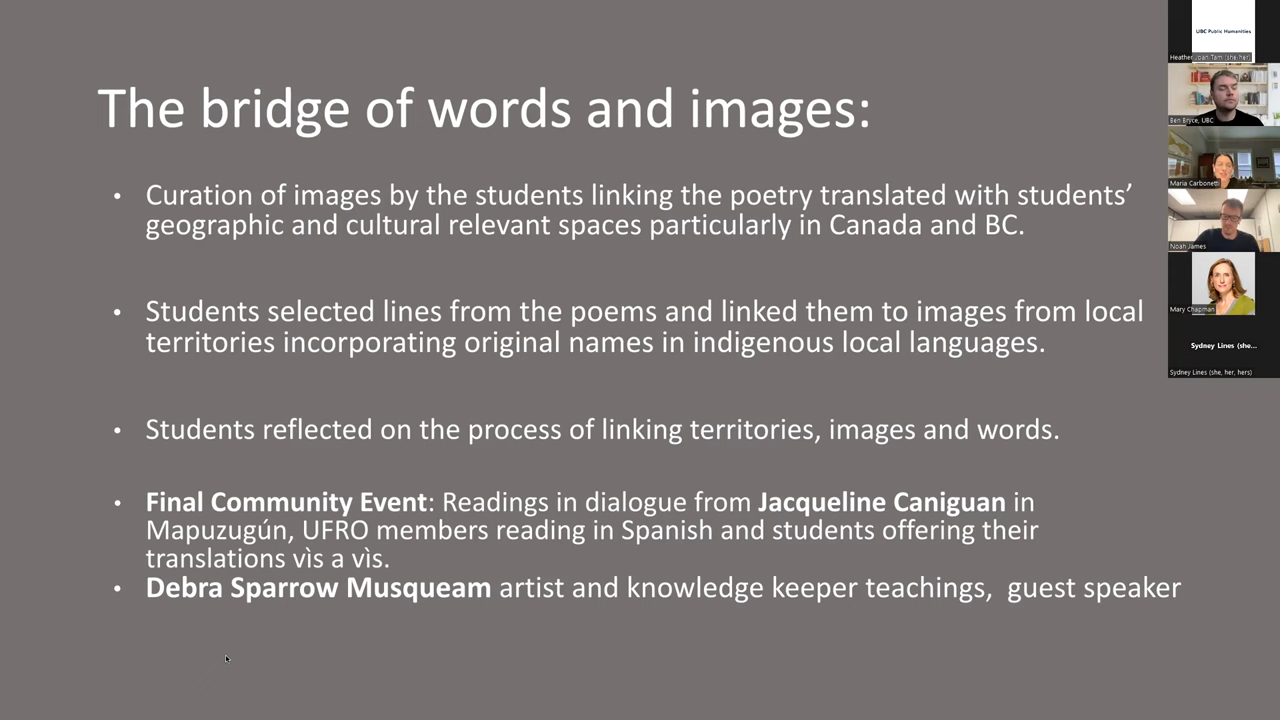 The bridge of words and images:
• Curation of images by the students linking the poetry translated with students’
geographic and cultural relevant spaces particularly in Canada and BC.
• Students selected lines from the poems and linked them to images from local
territories incorporating original names in indigenous local languages.
• Students reflected on the process of linking territories, images and words.
• Final Community Event: Readings in dialogue from Jacqueline Caniguan in
Mapuzugún, UFRO members reading in Spanish and students offering their
translations vìs a vìs.
• Debra Sparrow Musqueam artist and knowledge keeper teachings,  guest speaker
UBC Public Humanities
Heather Joan Tam (she/her)
Ben Bryce, UBC
Maria Carbonetti
Noah James
Mary Chapman
Sydney Lines (she...
Sydney Lines (she, her, hers)